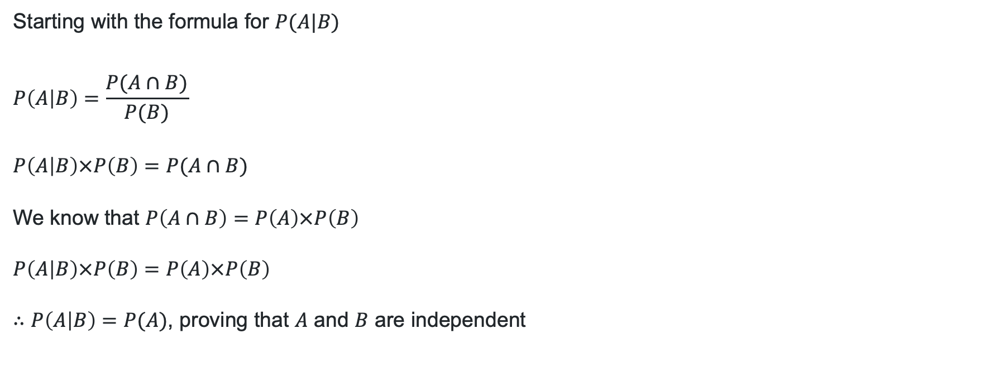 Starting with the formula for P(A|B)
P(A|B) = P(A ∩ B) / P(B)
P(A|B)×P(B) = P(A ∩ B)
We know that P(A ∩ B) = P(A)×P(B)
P(A|B)×P(B) = P(A)×P(B)
∴ P(A|B) = P(A), proving that A and B are independent